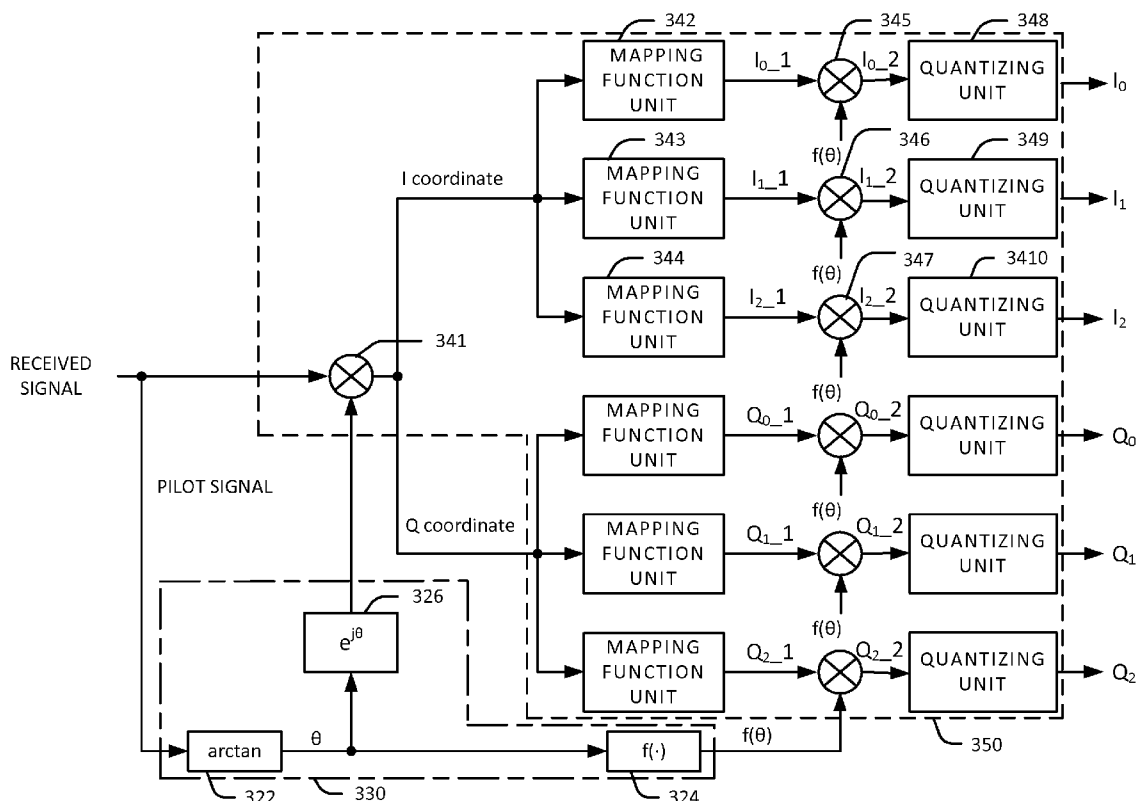 342
345
348
MAPPING
FUNCTION
UNIT
I₀_1
I₀_2
QUANTIZING
UNIT
I₀
f(θ)
343
346
349
I coordinate
MAPPING
FUNCTION
UNIT
I₁_1
I₁_2
QUANTIZING
UNIT
I₁
f(θ)
344
347
3410
MAPPING
FUNCTION
UNIT
I₂_1
I₂_2
QUANTIZING
UNIT
I₂
RECEIVED
SIGNAL
341
f(θ)
MAPPING
FUNCTION
UNIT
Q₀_1
Q₀_2
QUANTIZING
UNIT
Q₀
PILOT SIGNAL
f(θ)
Q coordinate
MAPPING
FUNCTION
UNIT
Q₁_1
Q₁_2
QUANTIZING
UNIT
Q₁
326
e^jθ
f(θ)
MAPPING
FUNCTION
UNIT
Q₂_1
Q₂_2
QUANTIZING
UNIT
Q₂
arctan
θ
f(·)
f(θ)
350
322
330
324